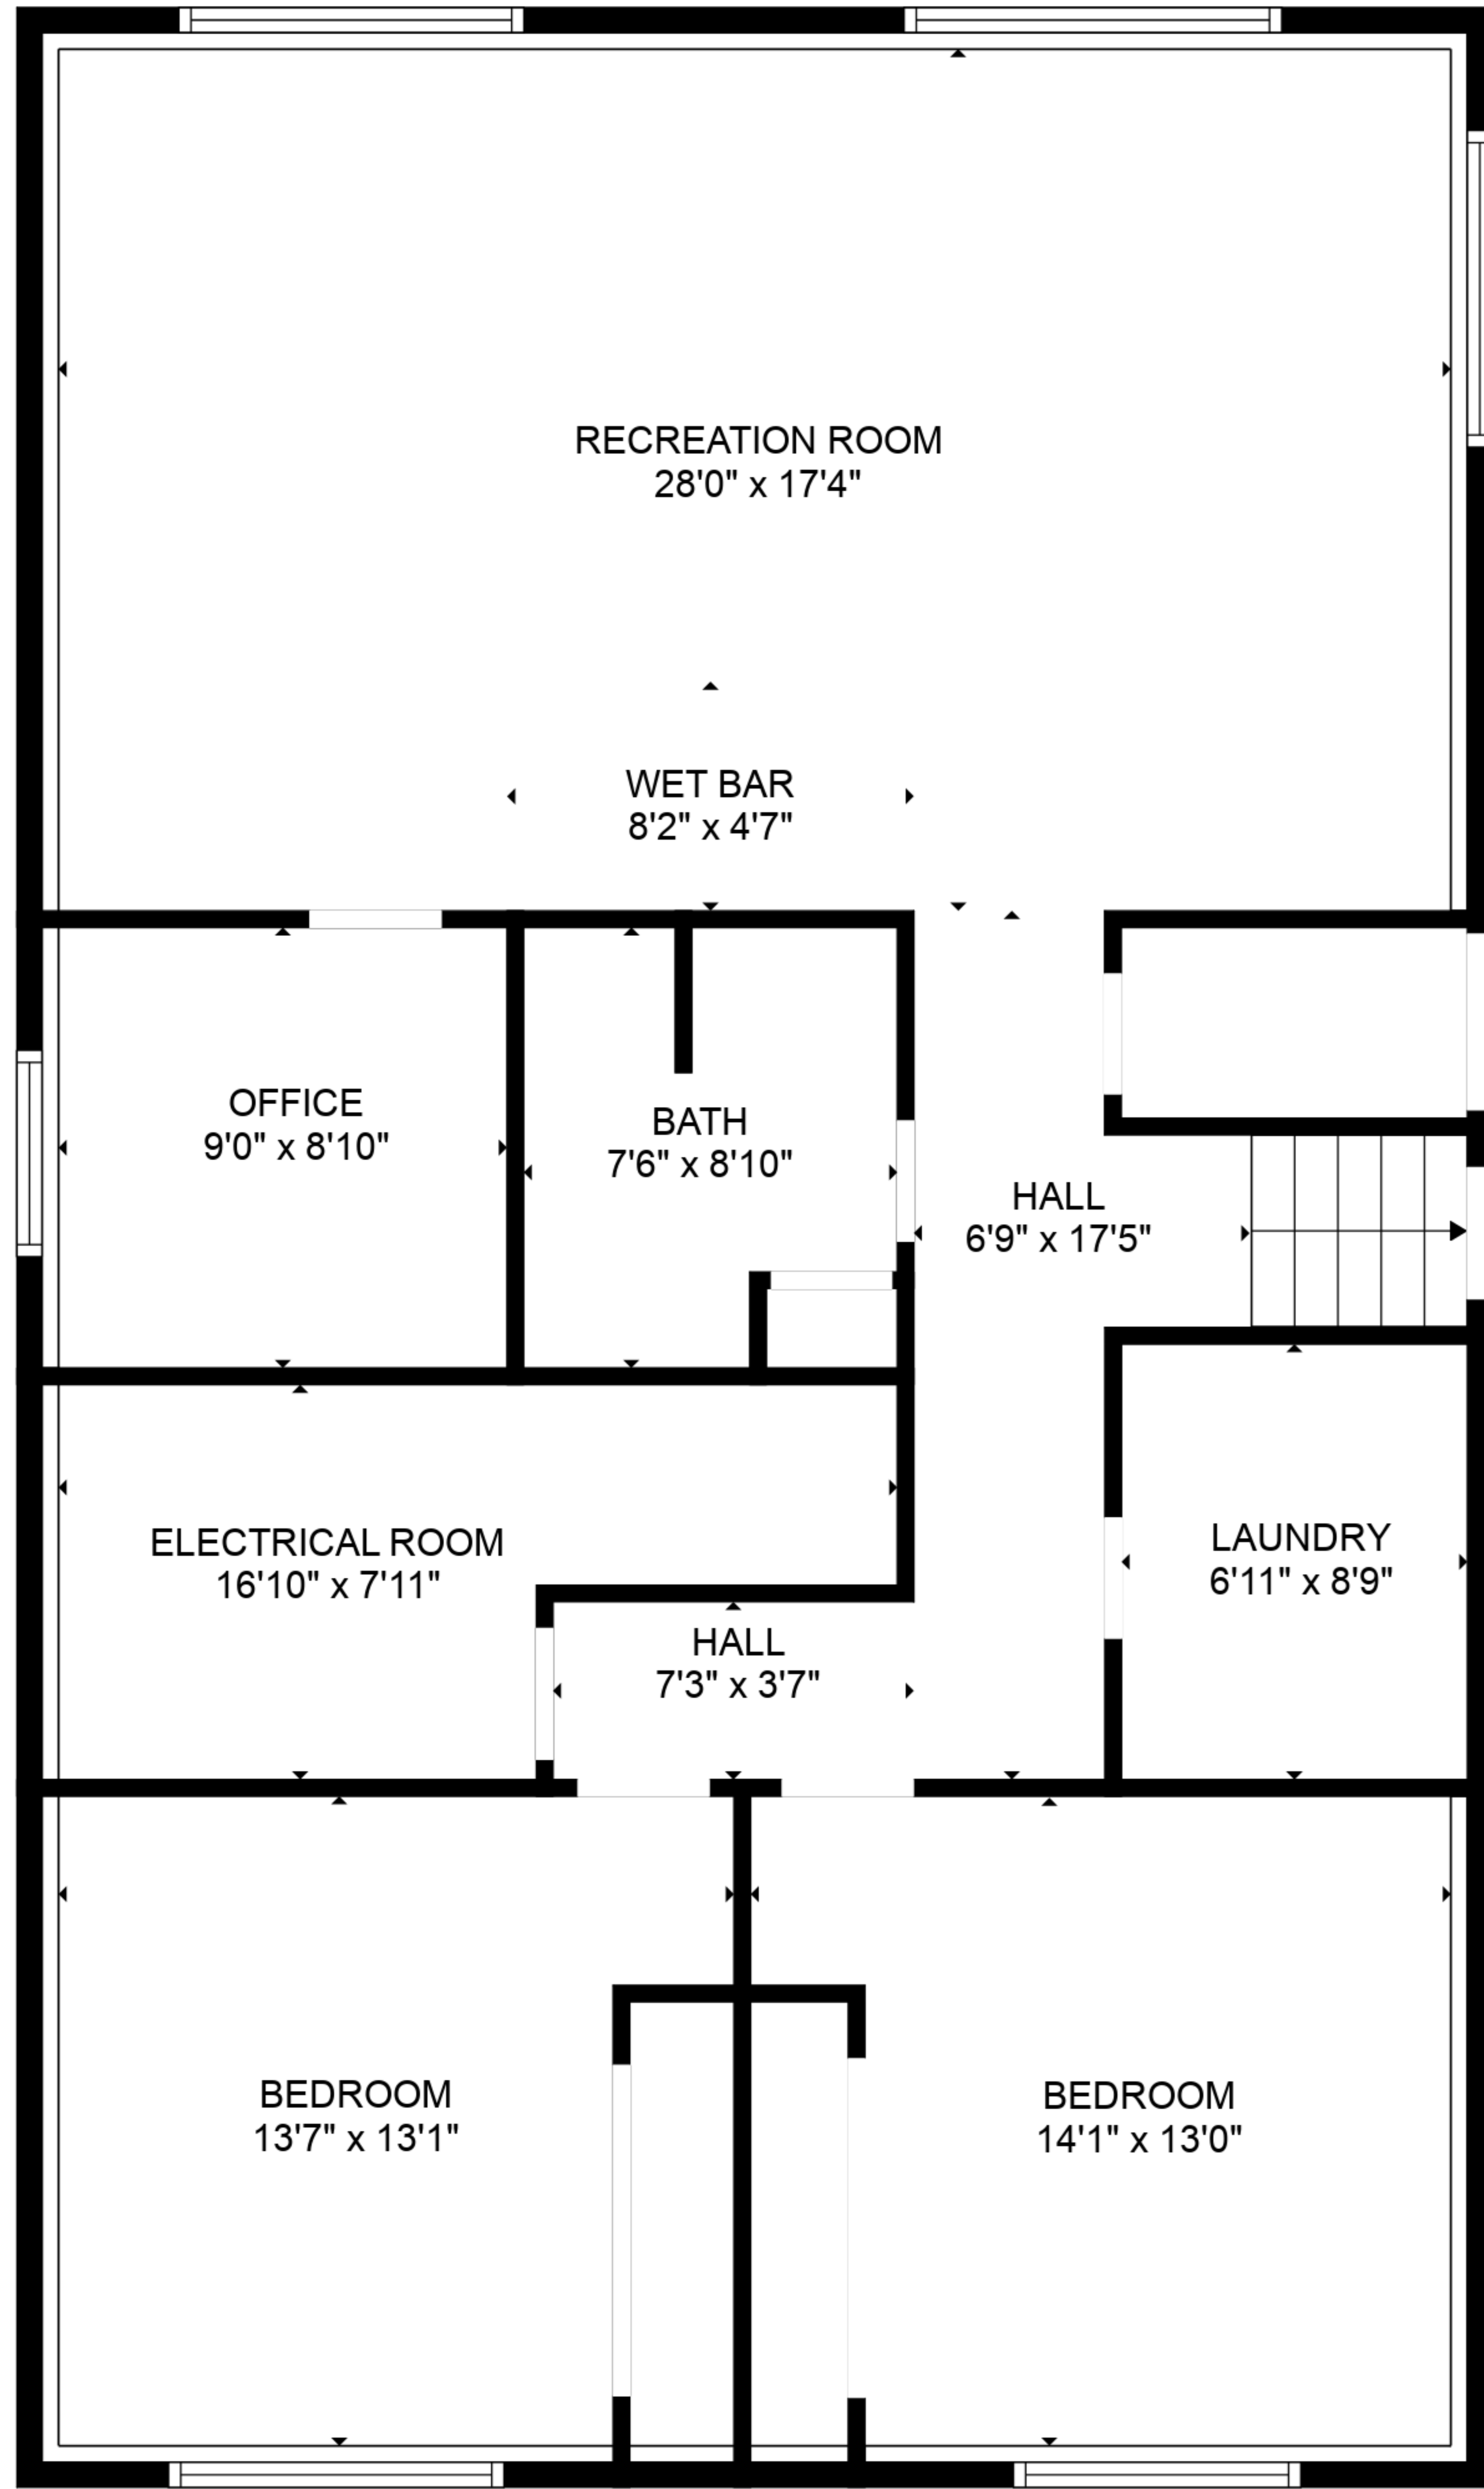 RECREATION ROOM
28'0" x 17'4"
WET BAR
8'2" x 4'7"
OFFICE
9'0" x 8'10"
BATH
7'6" x 8'10"
HALL
6'9" x 17'5"
ELECTRICAL ROOM
16'10" x 7'11"
LAUNDRY
6'11" x 8'9"
HALL
7'3" x 3'7"
BEDROOM
13'7" x 13'1"
BEDROOM
14'1" x 13'0"